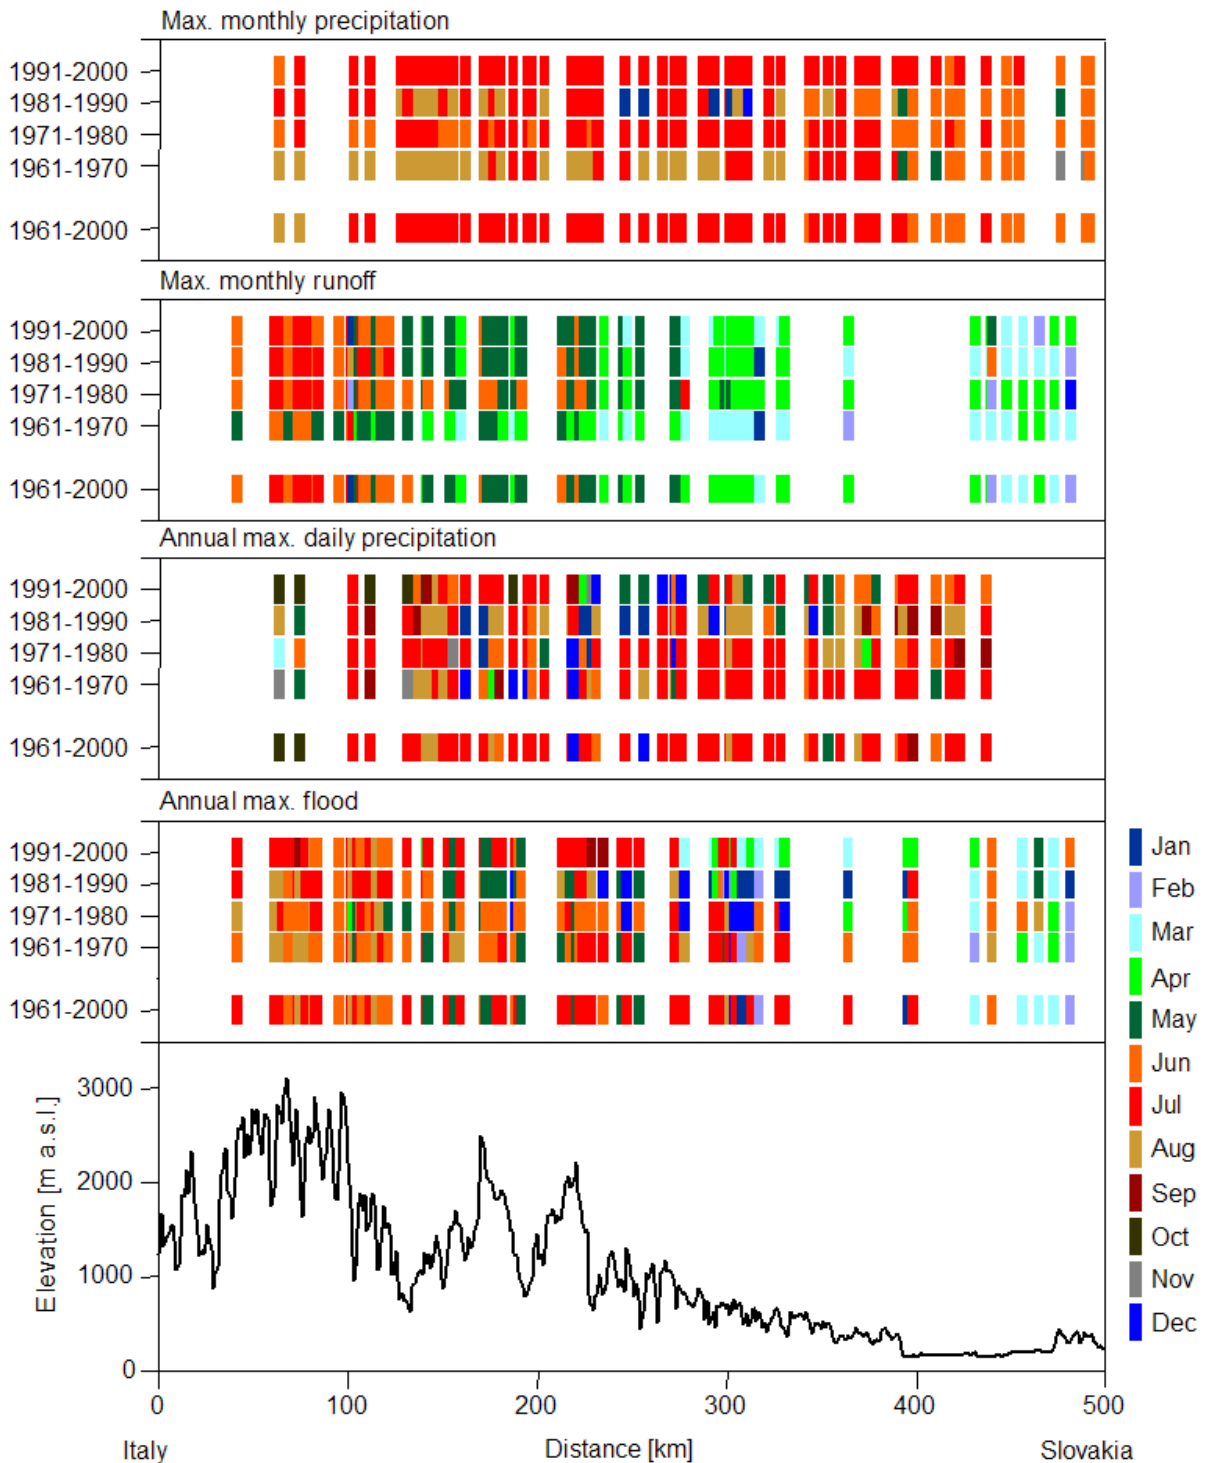 Max. monthly precipitation
1991-2000
1981-1990
1971-1980
1961-1970
1961-2000
Max. monthly runoff
1991-2000
1981-1990
1971-1980
1961-1970
1961-2000
Annual max. daily precipitation
1991-2000
1981-1990
1971-1980
1961-1970
1961-2000
Annual max. flood
1991-2000
1981-1990
1971-1980
1961-1970
1961-2000
Jan
Feb
Mar
Apr
May
Jun
Jul
Aug
Sep
Oct
Nov
Dec
Elevation [m a.s.l.]
3000
2000
1000
0
0 100 200 300 400 500
Italy Distance [km] Slovakia